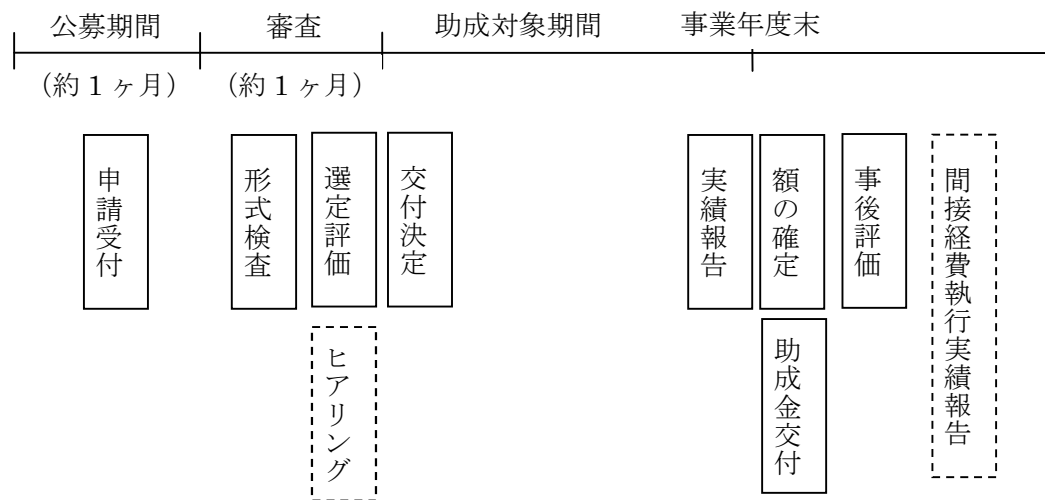 公募期間
審査
助成対象期間
事業年度末
(約1ヶ月)
(約1ヶ月)
申請受付
形式検査
選定評価
交付決定
実績報告
額の確定
事後評価
間接経費執行実績報告
ヒアリング
助成金交付